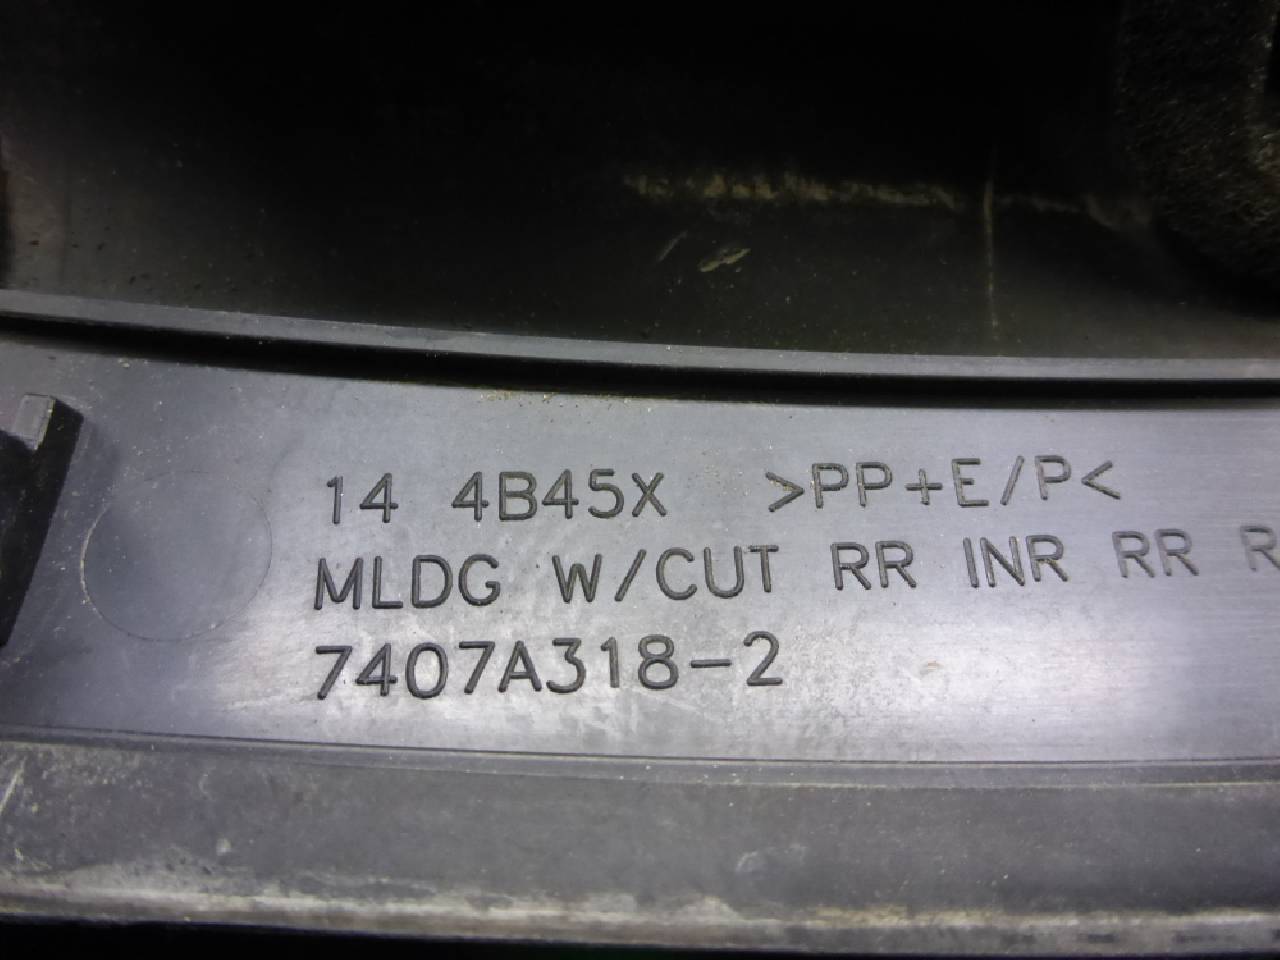 14 4B45X >PP+E/P<
MLDG W/CUT RR INR RR R
7407A318-2